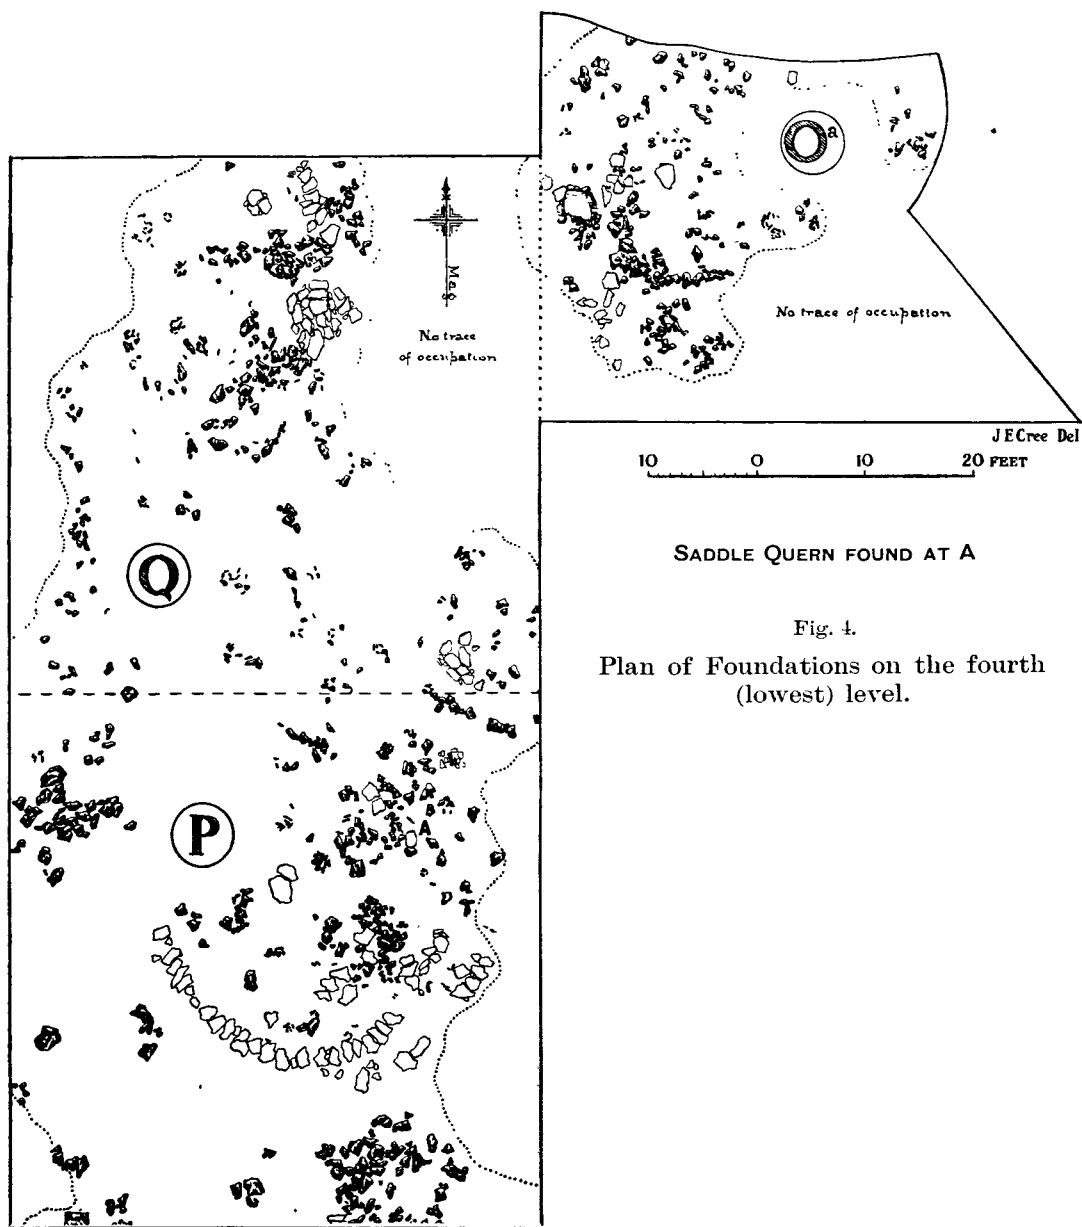 a
N
Mag
No trace
of occupation
No trace of occupation
J E Cree Del
10 0 10 20 FEET
Q
SADDLE QUERN FOUND AT A
Fig. 4.
Plan of Foundations on the fourth
(lowest) level.
A
P